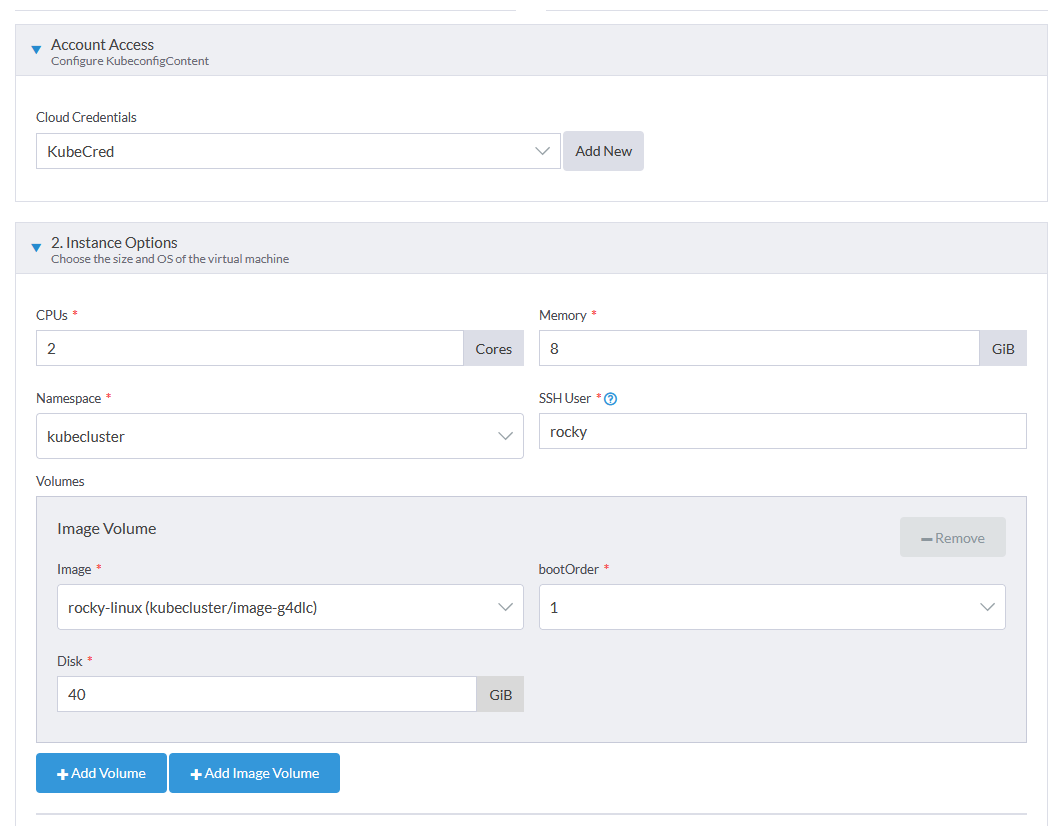 Account Access
Configure KubeconfigContent
Cloud Credentials
KubeCred
Add New
2. Instance Options
Choose the size and OS of the virtual machine
CPUs *
Memory *
2 Cores
8 GiB
Namespace *
SSH User * ?
kubecluster
rocky
Volumes
Image Volume
Remove
Image *
bootOrder *
rocky-linux (kubecluster/image-g4dlc)
1
Disk *
40 GiB
Add Volume
Add Image Volume